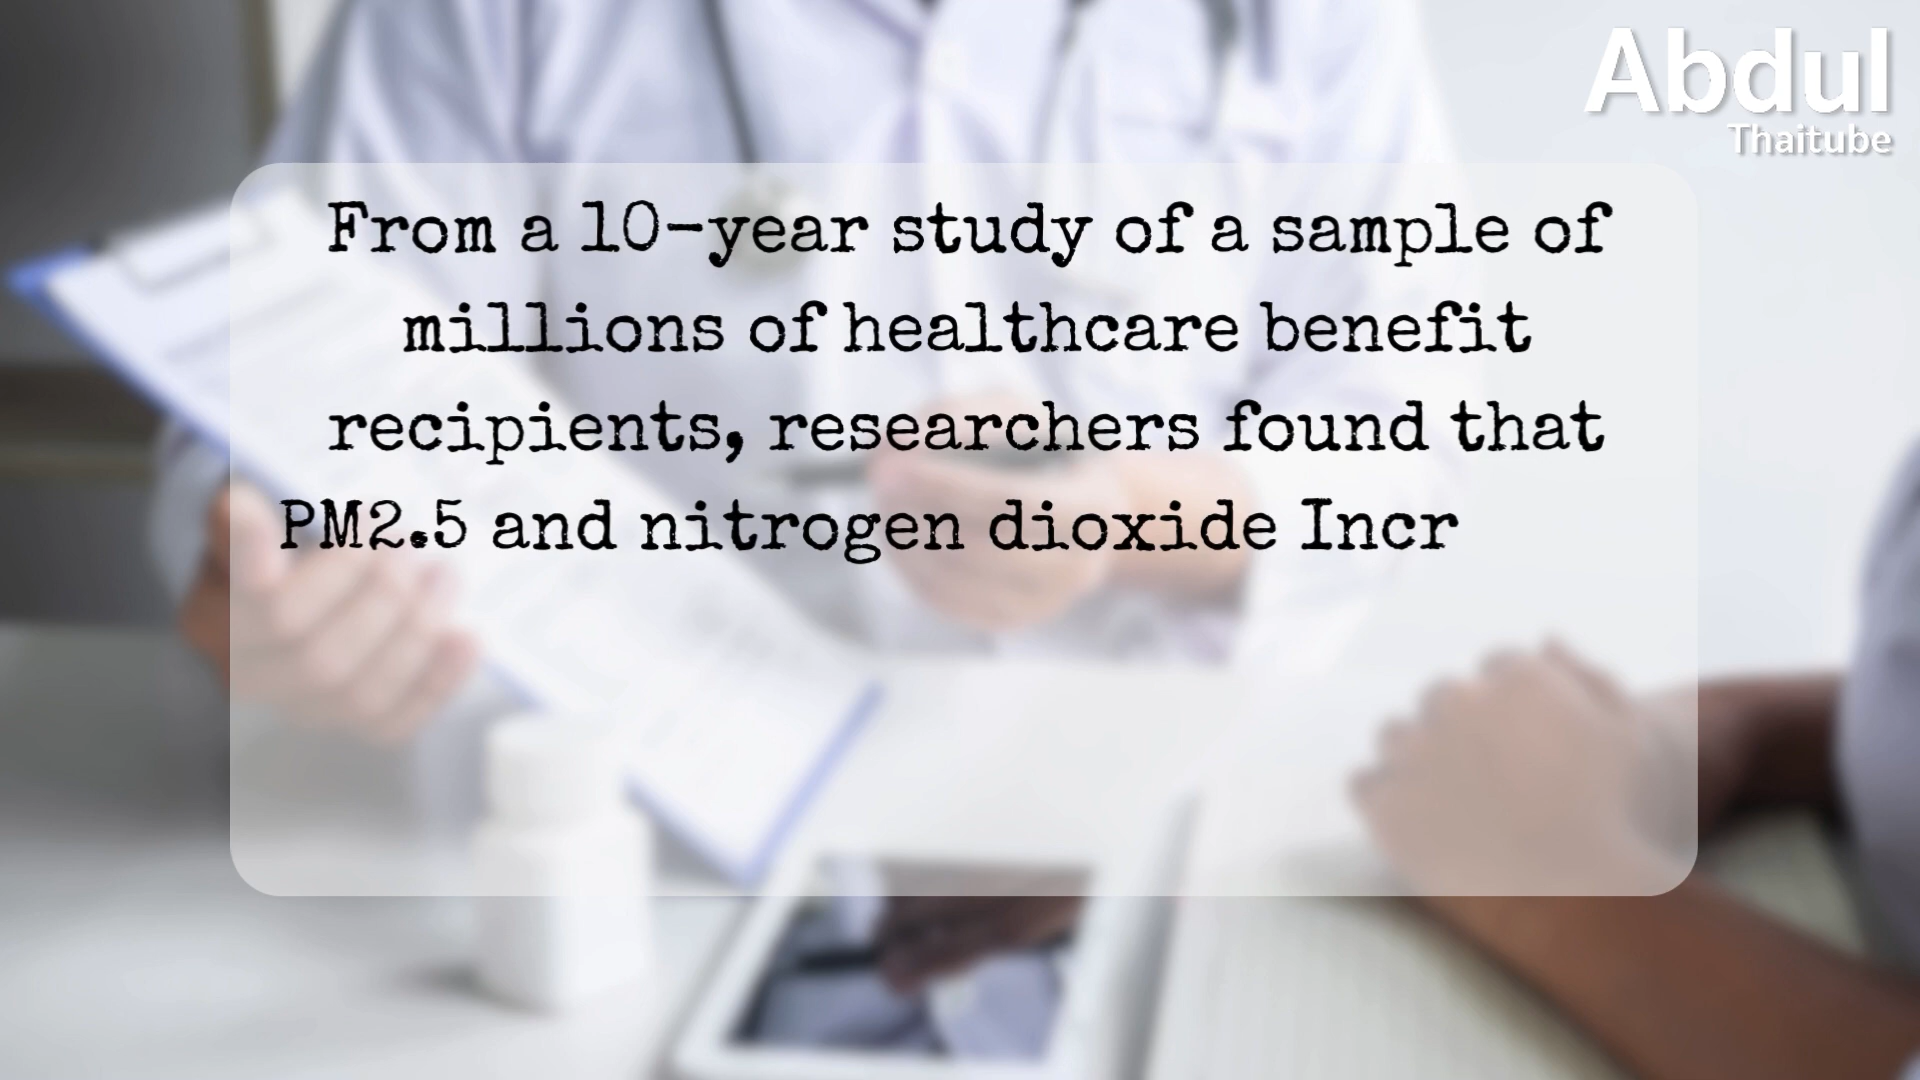 Abdul
Thaitube
From a 10-year study of a sample of
millions of healthcare benefit
recipients, researchers found that
PM2.5 and nitrogen dioxide Incr